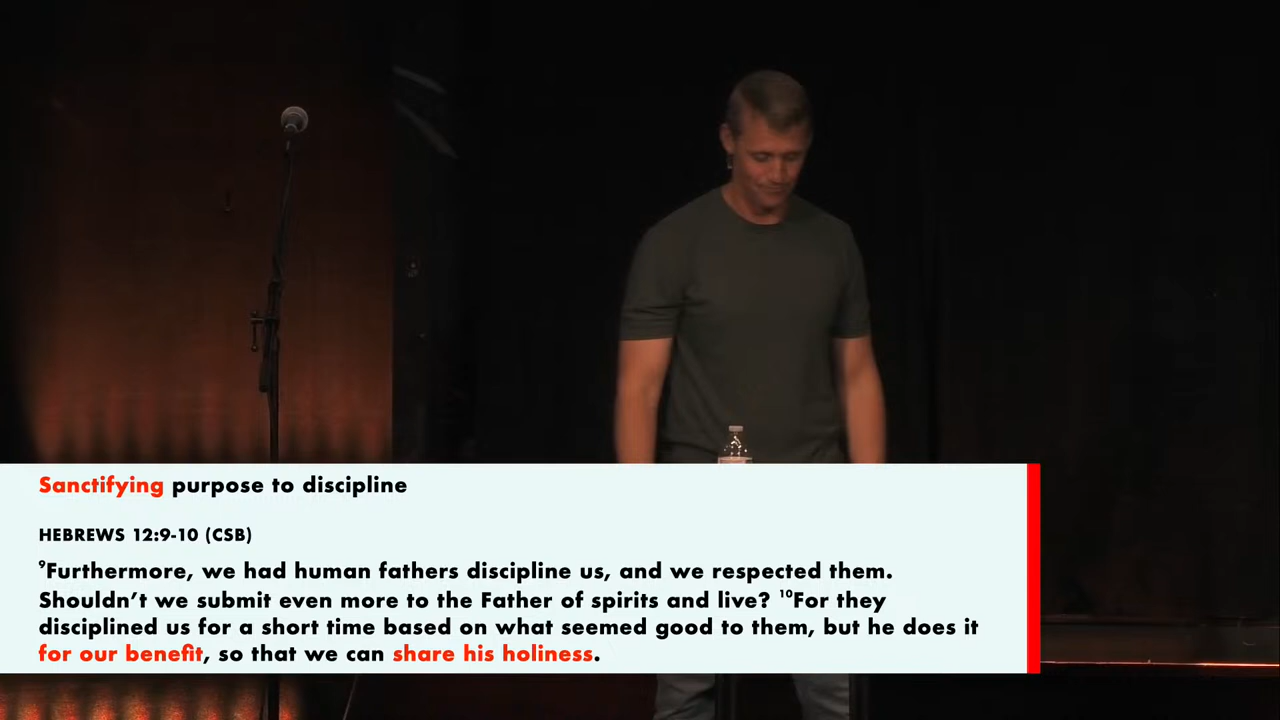 Sanctifying purpose to discipline
HEBREWS 12:9-10 (CSB)
⁹Furthermore, we had human fathers discipline us, and we respected them.
Shouldn’t we submit even more to the Father of spirits and live? ¹⁰For they
disciplined us for a short time based on what seemed good to them, but he does it
for our benefit, so that we can share his holiness.